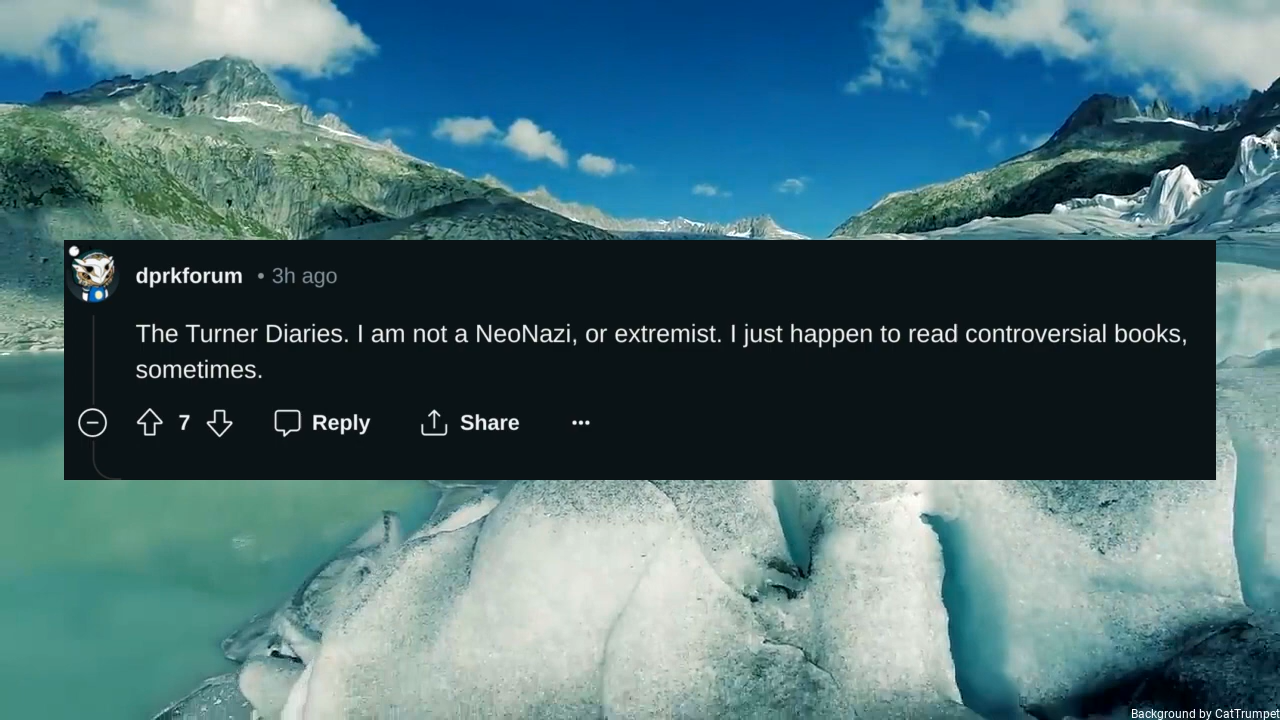 dprkforum • 3h ago
The Turner Diaries. I am not a NeoNazi, or extremist. I just happen to read controversial books,
sometimes.
7 Reply Share ...
Background by CatTrumpet